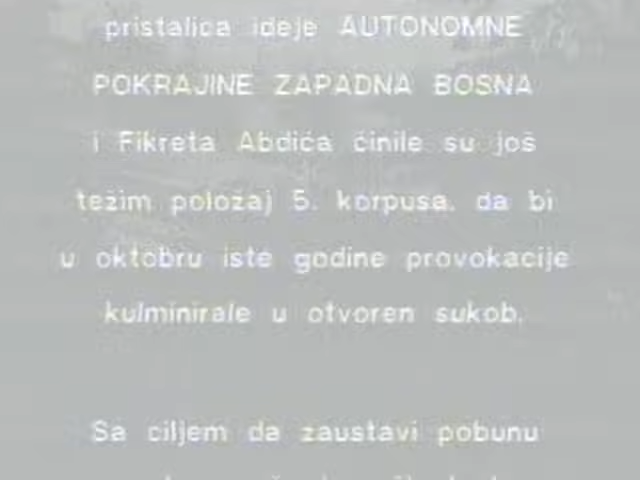 pristalica ideje AUTONOMNE
POKRAJINE ZAPADNA BOSNA
i Fikreta Abdića činile su još
težim položaj 5. korpusa, da bi
u oktobru iste godine provokacije
kulminirale u otvoren sukob.
Sa ciljem da zaustavi pobunu